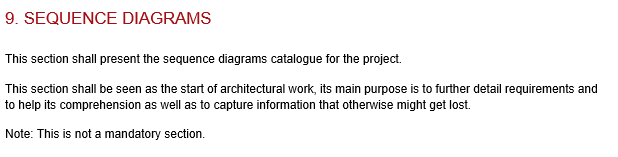 9. SEQUENCE DIAGRAMS
This section shall present the sequence diagrams catalogue for the project.
This section shall be seen as the start of architectural work, its main purpose is to further detail requirements and
to help its comprehension as well as to capture information that otherwise might get lost.
Note: This is not a mandatory section.